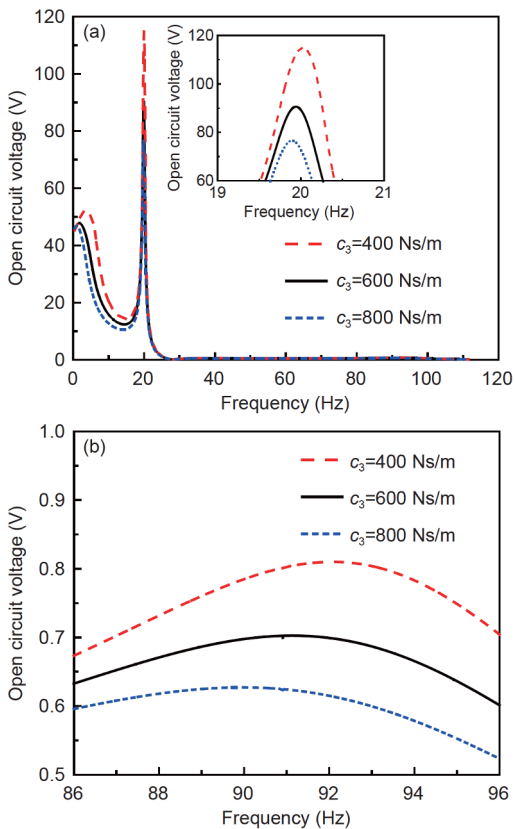 (a)
Open circuit voltage (V)
120
100
80
60
40
20
0
0 20 40 60 80 100 120
Frequency (Hz)
Open circuit voltage (V)
120
100
80
60
19 20 21
Frequency (Hz)
c₃=400 Ns/m
c₃=600 Ns/m
c₃=800 Ns/m
(b)
Open circuit voltage (V)
1.0
0.9
0.8
0.7
0.6
0.5
86 88 90 92 94 96
Frequency (Hz)
c₃=400 Ns/m
c₃=600 Ns/m
c₃=800 Ns/m